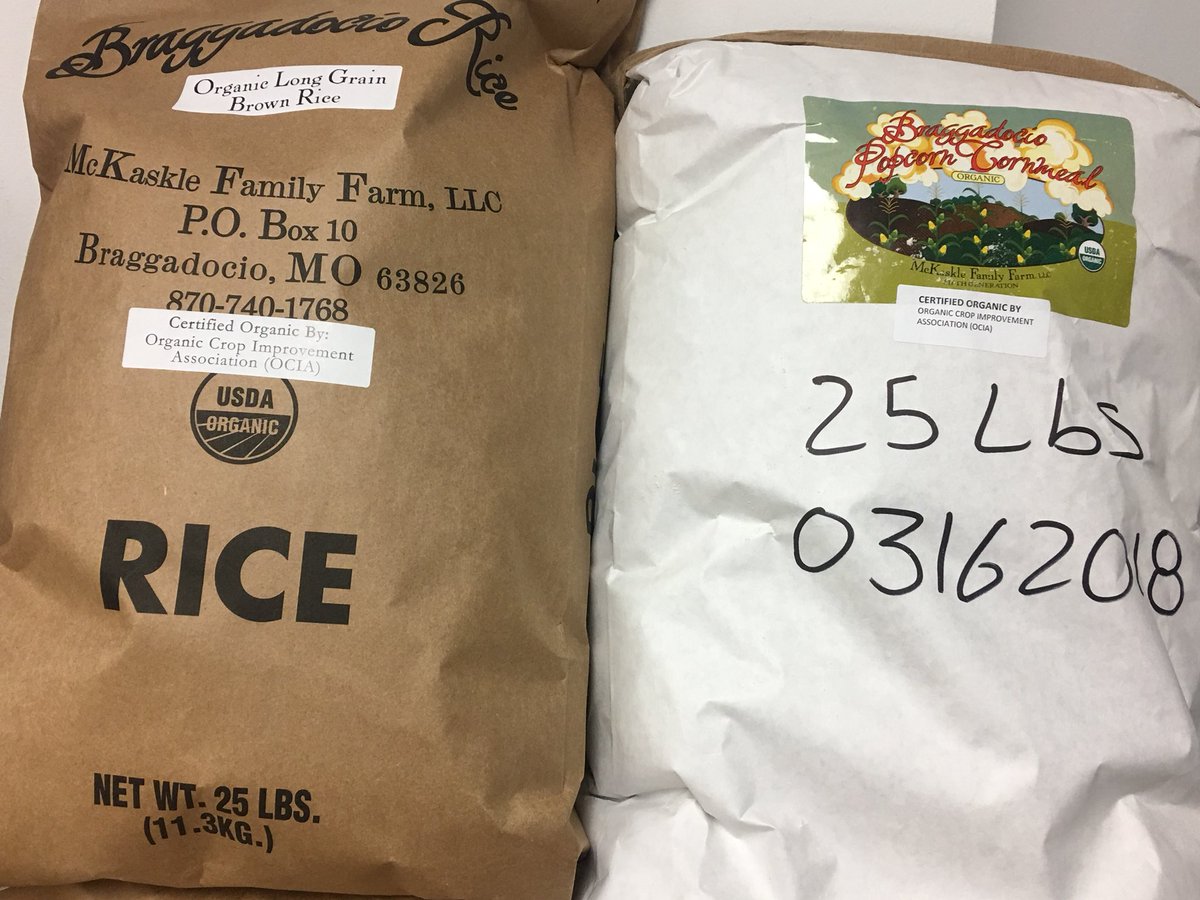 Braggadocio Rice
Organic Long Grain
Brown Rice
McKaskle Family Farm, LLC
P.O. Box 10
Braggadocio, MO 63826
870-740-1768
Certified Organic By:
Organic Crop Improvement
Association (OCIA)
USDA
ORGANIC
RICE
NET WT. 25 LBS.
(11.3KG.)
Braggadocio
Popcorn Cornmeal
ORGANIC
USDA
ORGANIC
McKaskle Family Farm, LLC
FIFTH GENERATION
CERTIFIED ORGANIC BY
ORGANIC CROP IMPROVEMENT
ASSOCIATION (OCIA)
25 Lbs
03162018